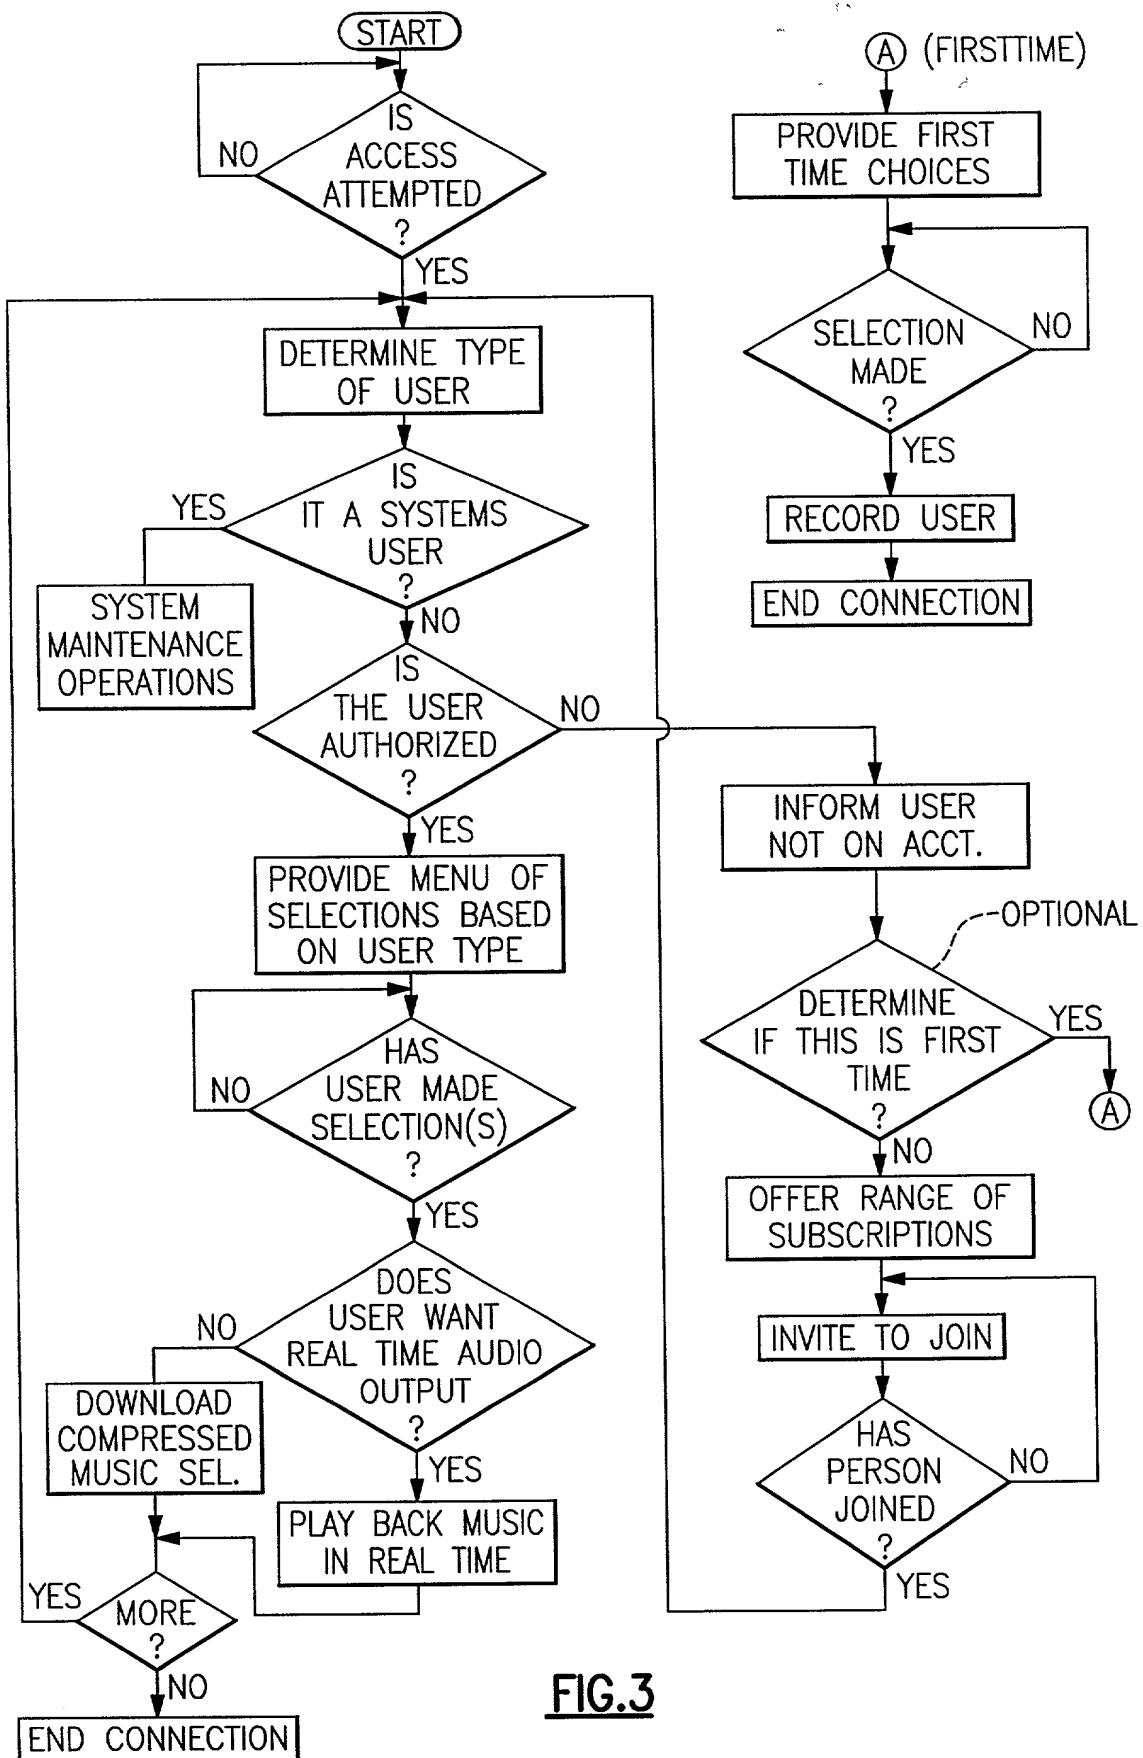 START
IS
ACCESS
ATTEMPTED
?
NO
YES
DETERMINE TYPE
OF USER
IS
IT A SYSTEMS
USER
?
YES
SYSTEM
MAINTENANCE
OPERATIONS
NO
IS
THE USER
AUTHORIZED
?
NO
YES
PROVIDE MENU OF
SELECTIONS BASED
ON USER TYPE
HAS
USER MADE
SELECTION(S)
?
NO
YES
DOES
USER WANT
REAL TIME AUDIO
OUTPUT
?
NO
DOWNLOAD
COMPRESSED
MUSIC SEL.
YES
PLAY BACK MUSIC
IN REAL TIME
MORE
?
YES
NO
END CONNECTION
A (FIRSTTIME)
PROVIDE FIRST
TIME CHOICES
SELECTION
MADE
?
NO
YES
RECORD USER
END CONNECTION
INFORM USER
NOT ON ACCT.
OPTIONAL
DETERMINE
IF THIS IS FIRST
TIME
?
YES
A
NO
OFFER RANGE OF
SUBSCRIPTIONS
INVITE TO JOIN
HAS
PERSON
JOINED
?
NO
YES
FIG.3